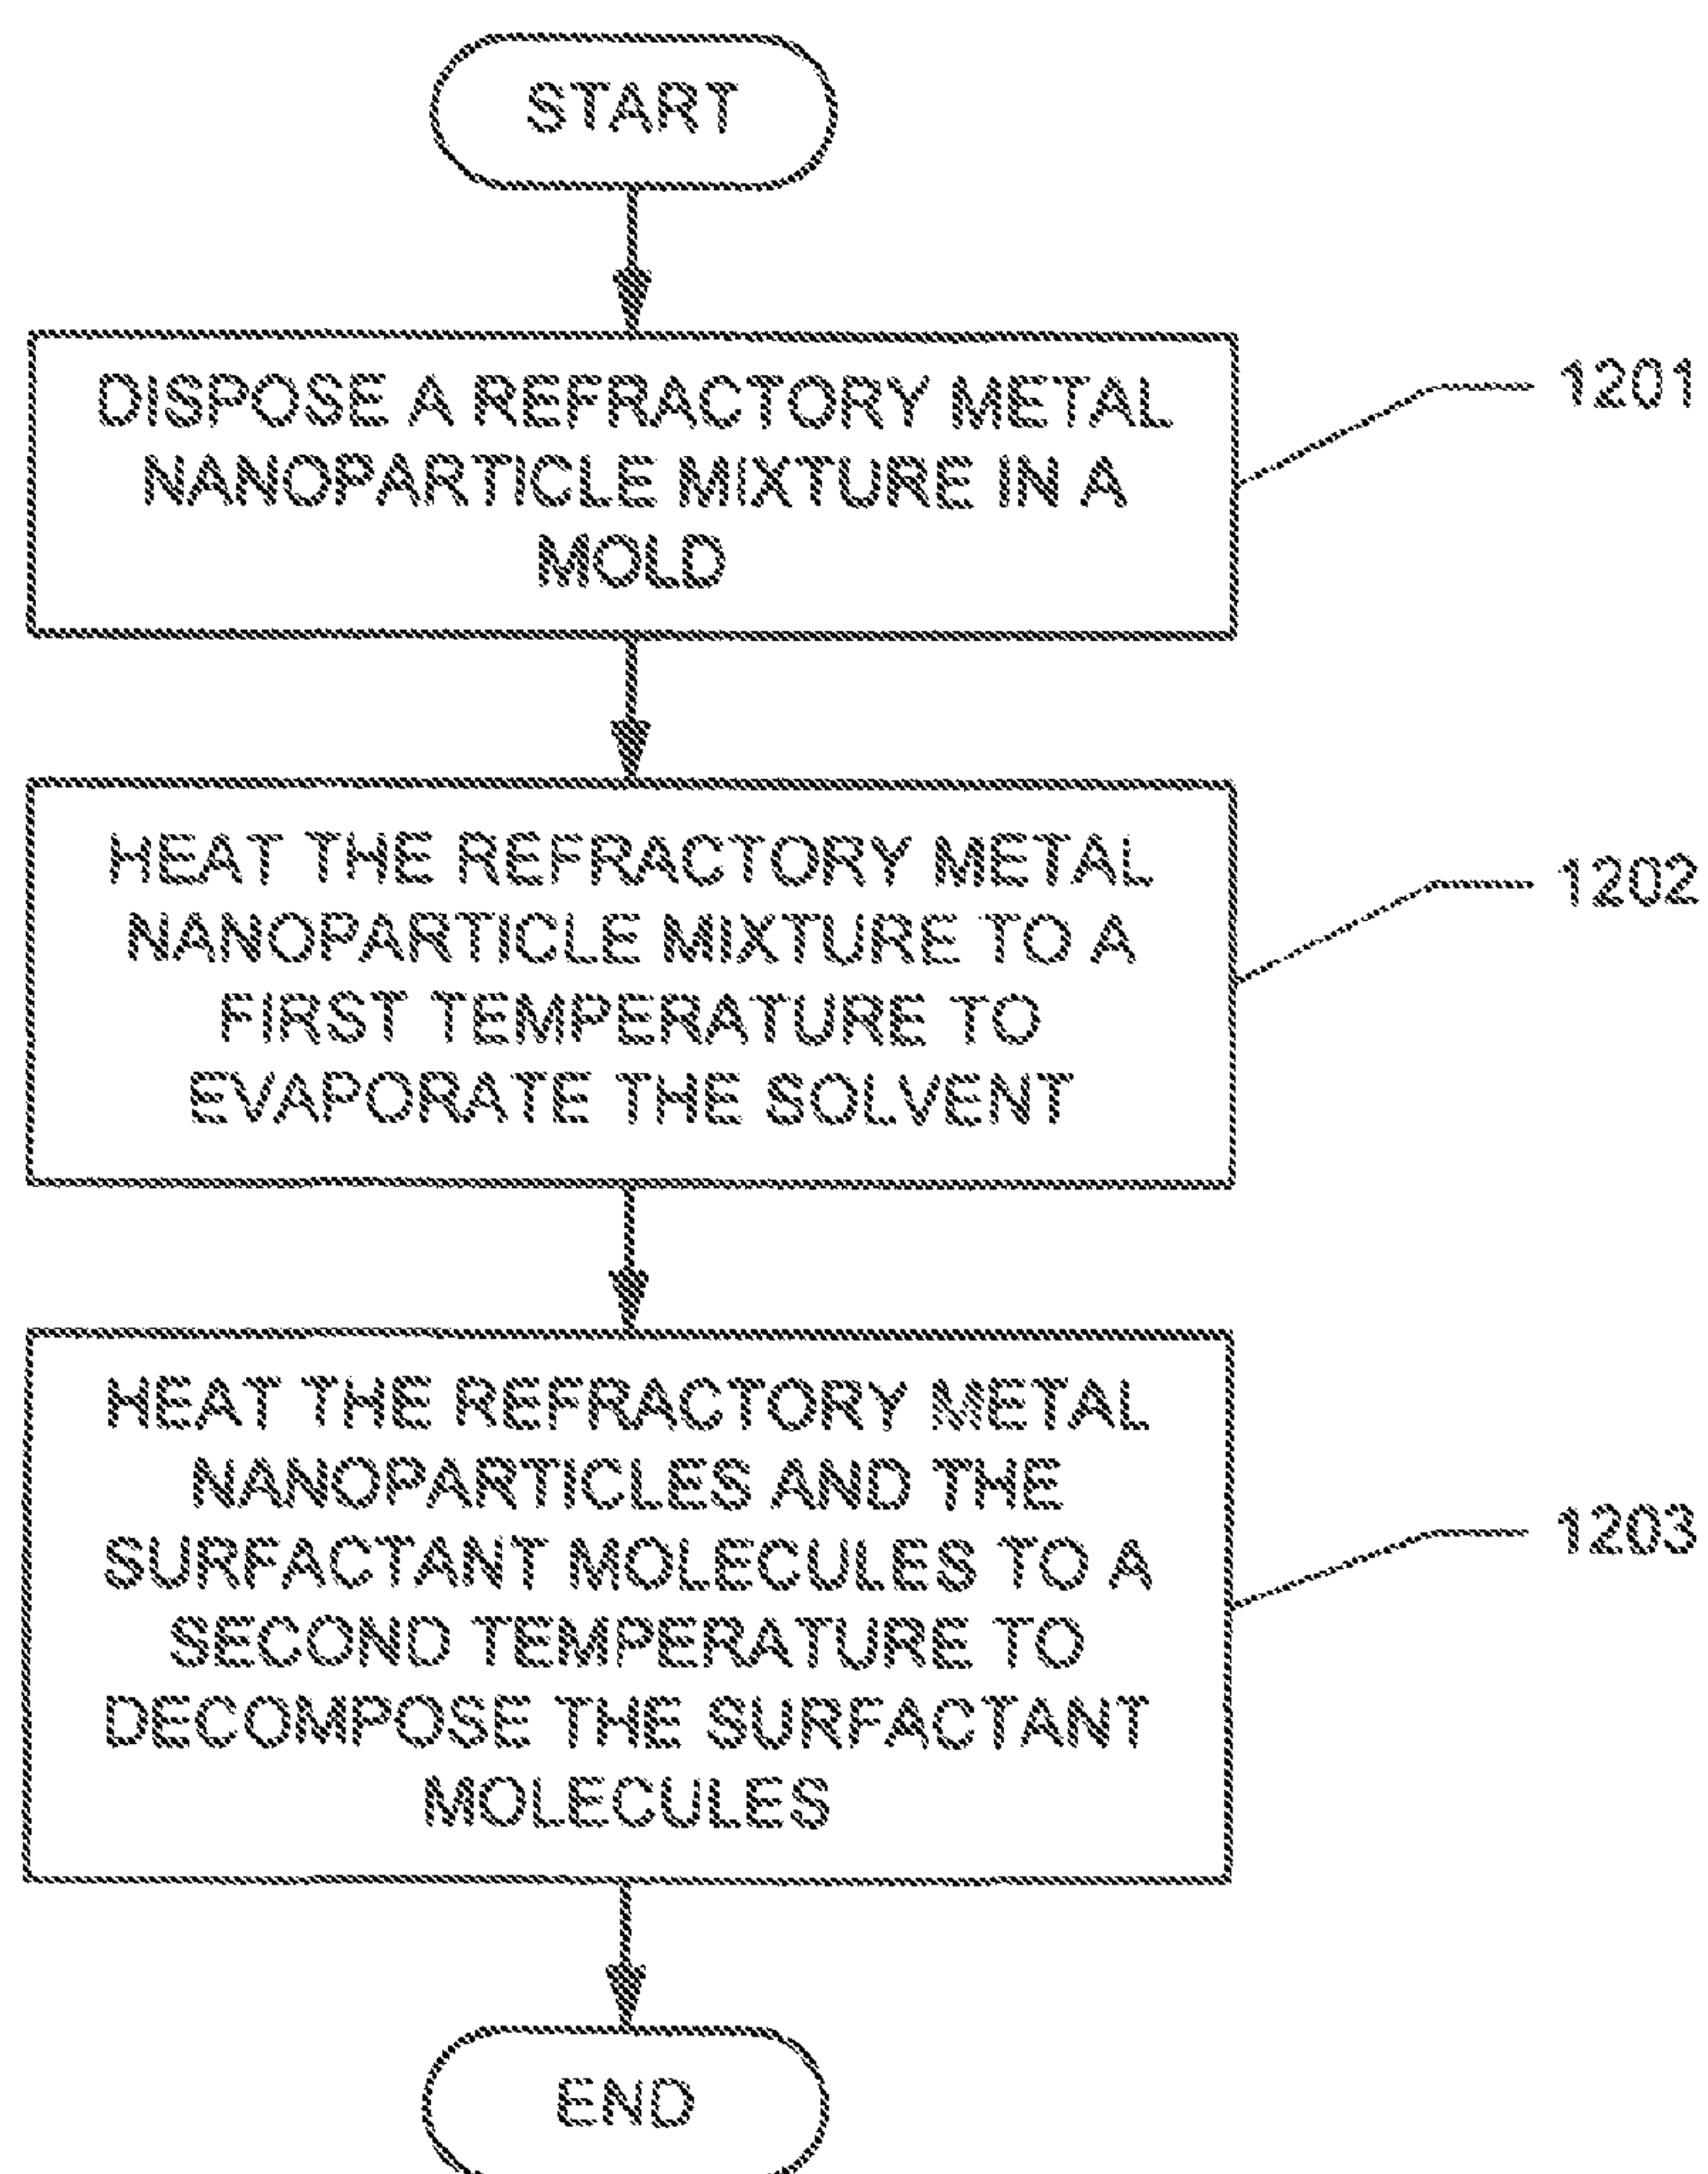 START
DISPOSE A REFRACTORY METAL
NANOPARTICLE MIXTURE IN A
MOLD
1201
HEAT THE REFRACTORY METAL
NANOPARTICLE MIXTURE TO A
FIRST TEMPERATURE TO
EVAPORATE THE SOLVENT
1202
HEAT THE REFRACTORY METAL
NANOPARTICLES AND THE
SURFACTANT MOLECULES TO A
SECOND TEMPERATURE TO
DECOMPOSE THE SURFACTANT
MOLECULES
1203
END